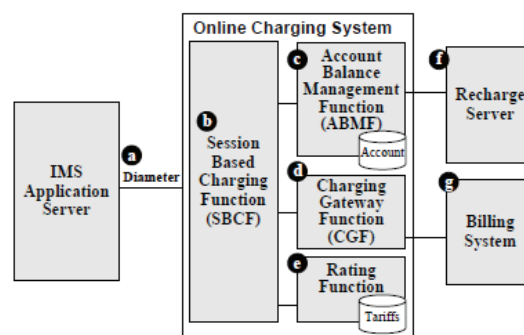 Online Charging System
IMS
Application
Server
a
Diameter
b
Session
Based
Charging
Function
(SBCF)
c
Account
Balance
Management
Function
(ABMF)
Account
d
Charging
Gateway
Function
(CGF)
e
Rating
Function
Tariffs
f
Recharge
Server
g
Billing
System